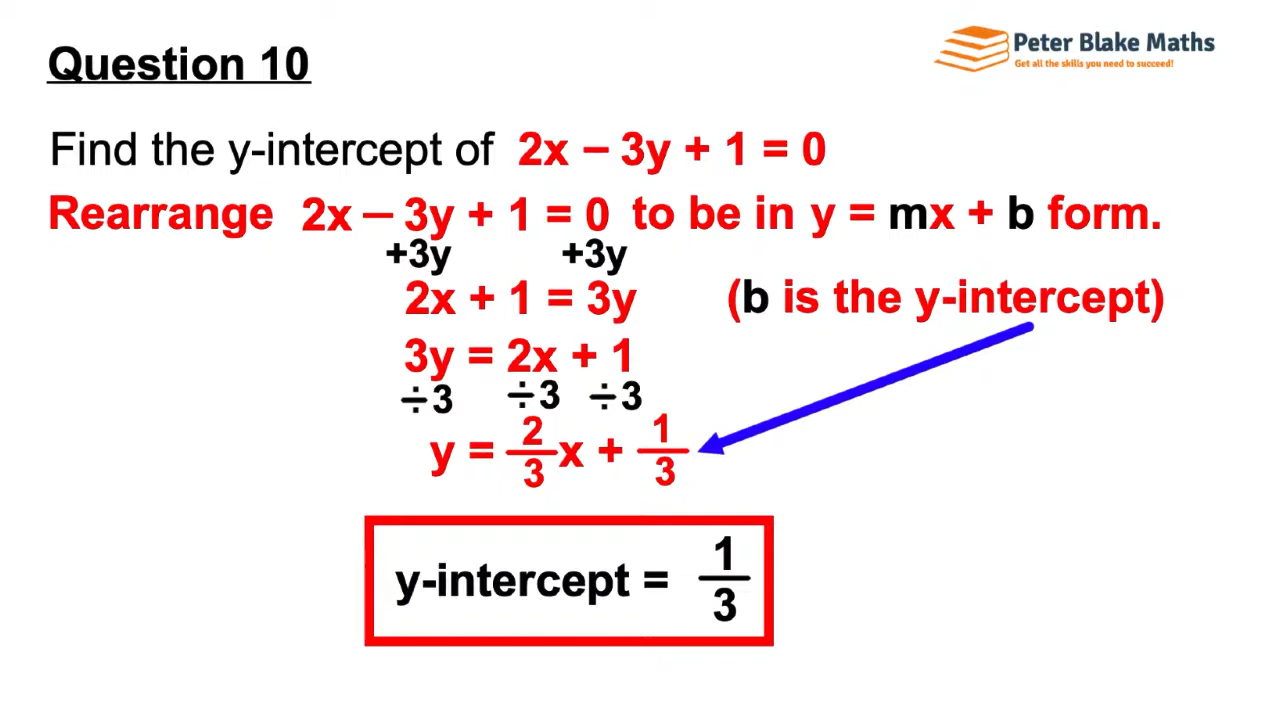 Question 10
Peter Blake Maths
Get all the skills you need to succeed!
Find the y-intercept of 2x – 3y + 1 = 0
Rearrange 2x – 3y + 1 = 0 to be in y = mx + b form.
+3y +3y
2x + 1 = 3y (b is the y-intercept)
3y = 2x + 1
÷3 ÷3 ÷3
y = 2/3 x + 1/3
y-intercept = 1/3